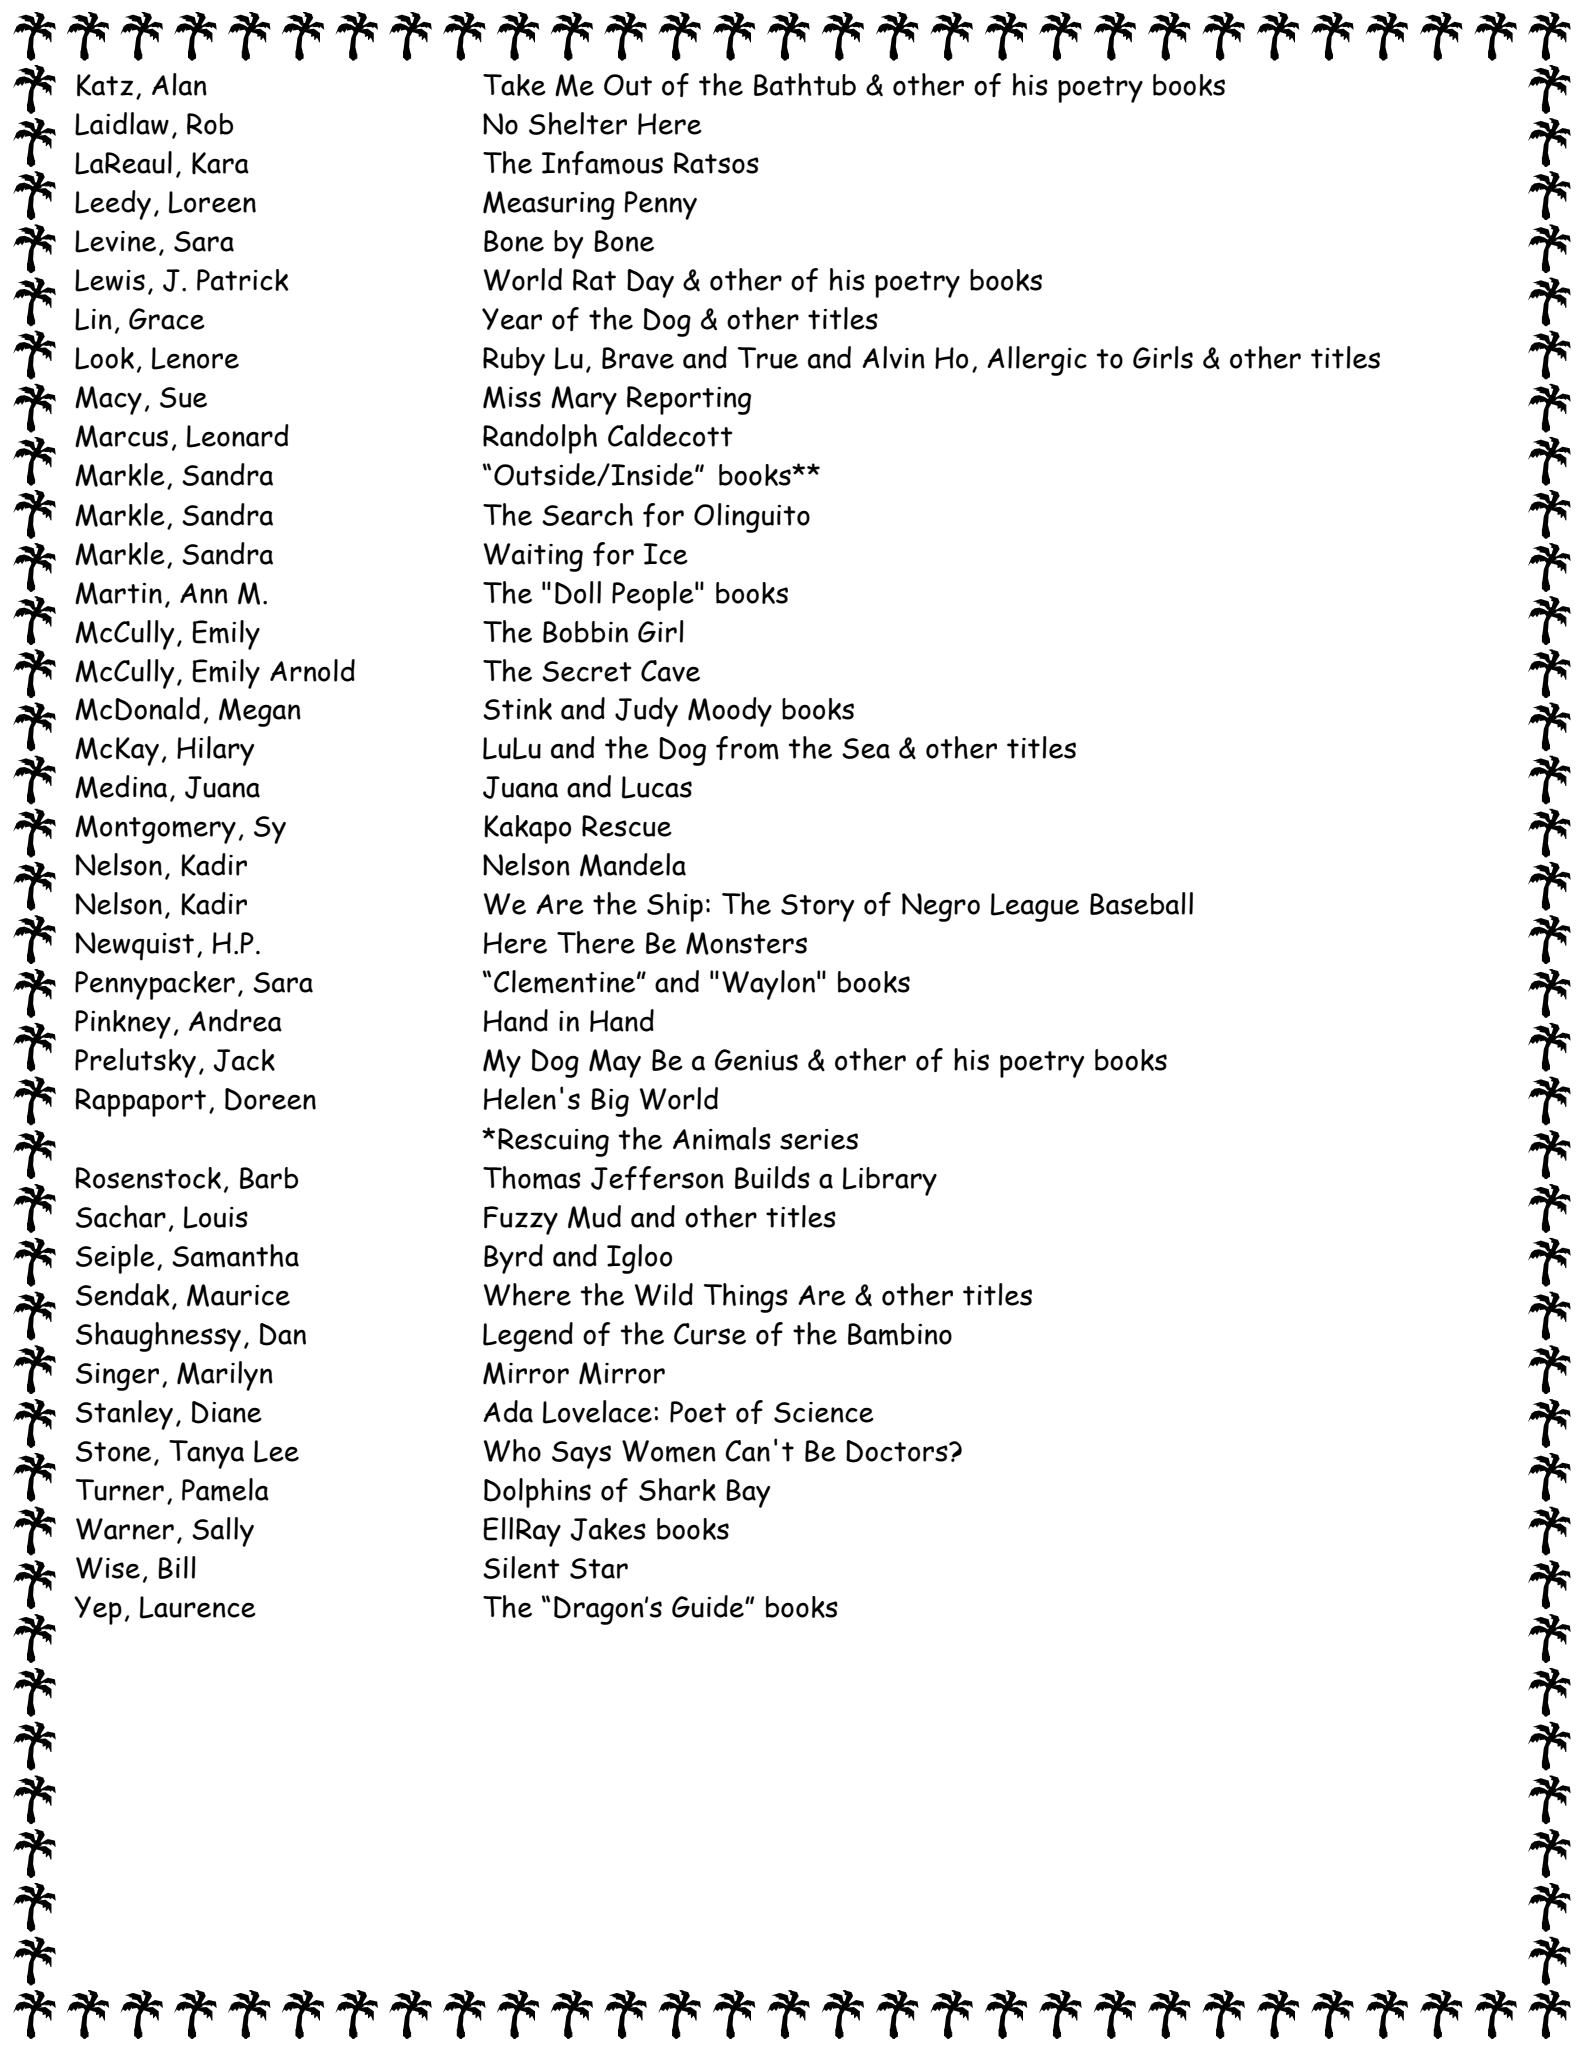 Katz, Alan Take Me Out of the Bathtub & other of his poetry books
Laidlaw, Rob No Shelter Here
LaReaul, Kara The Infamous Ratsos
Leedy, Loreen Measuring Penny
Levine, Sara Bone by Bone
Lewis, J. Patrick World Rat Day & other of his poetry books
Lin, Grace Year of the Dog & other titles
Look, Lenore Ruby Lu, Brave and True and Alvin Ho, Allergic to Girls & other titles
Macy, Sue Miss Mary Reporting
Marcus, Leonard Randolph Caldecott
Markle, Sandra “Outside/Inside” books**
Markle, Sandra The Search for Olinguito
Markle, Sandra Waiting for Ice
Martin, Ann M. The "Doll People" books
McCully, Emily The Bobbin Girl
McCully, Emily Arnold The Secret Cave
McDonald, Megan Stink and Judy Moody books
McKay, Hilary LuLu and the Dog from the Sea & other titles
Medina, Juana Juana and Lucas
Montgomery, Sy Kakapo Rescue
Nelson, Kadir Nelson Mandela
Nelson, Kadir We Are the Ship: The Story of Negro League Baseball
Newquist, H.P. Here There Be Monsters
Pennypacker, Sara “Clementine” and "Waylon" books
Pinkney, Andrea Hand in Hand
Prelutsky, Jack My Dog May Be a Genius & other of his poetry books
Rappaport, Doreen Helen's Big World
*Rescuing the Animals series
Rosenstock, Barb Thomas Jefferson Builds a Library
Sachar, Louis Fuzzy Mud and other titles
Seiple, Samantha Byrd and Igloo
Sendak, Maurice Where the Wild Things Are & other titles
Shaughnessy, Dan Legend of the Curse of the Bambino
Singer, Marilyn Mirror Mirror
Stanley, Diane Ada Lovelace: Poet of Science
Stone, Tanya Lee Who Says Women Can't Be Doctors?
Turner, Pamela Dolphins of Shark Bay
Warner, Sally EllRay Jakes books
Wise, Bill Silent Star
Yep, Laurence The “Dragon’s Guide” books